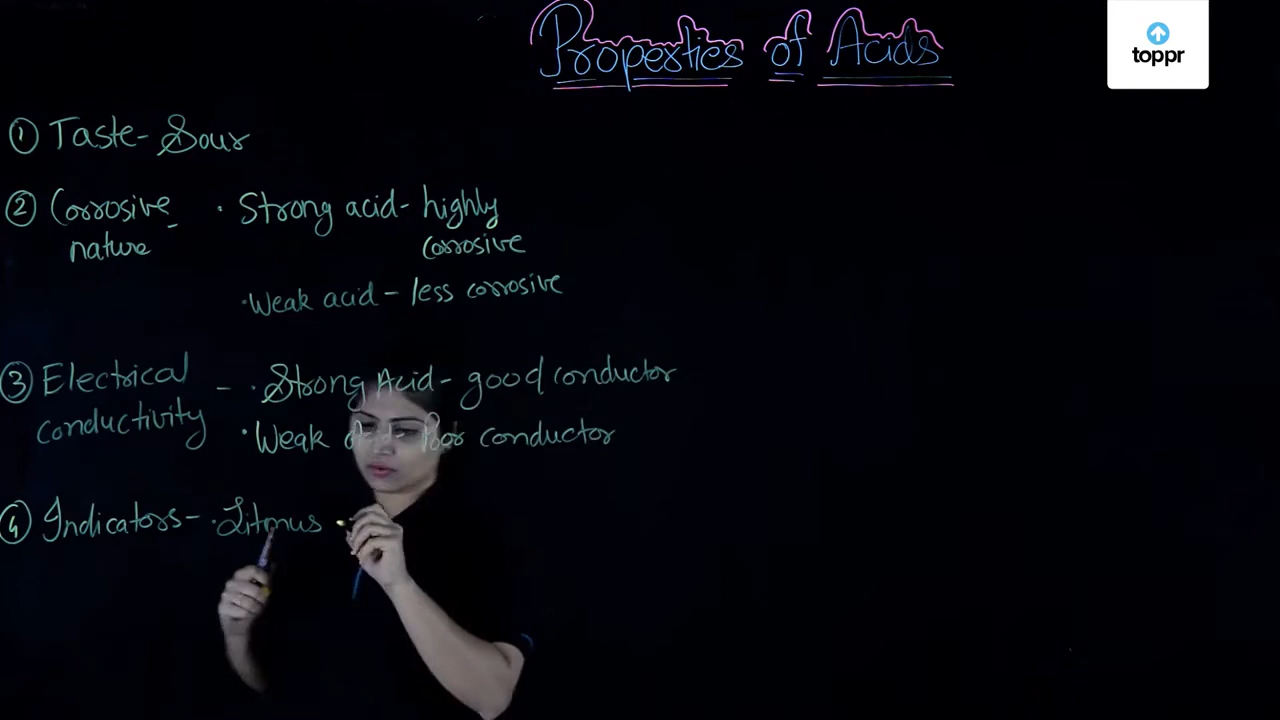 Properties of Acids
toppr
① Taste - Sour
② Corrosive - · Strong acid - highly
nature corrosive
· Weak acid - less corrosive
③ Electrical - · Strong Acid - good conductor
conductivity
· Weak conductor
④ Indicators - · Litmus